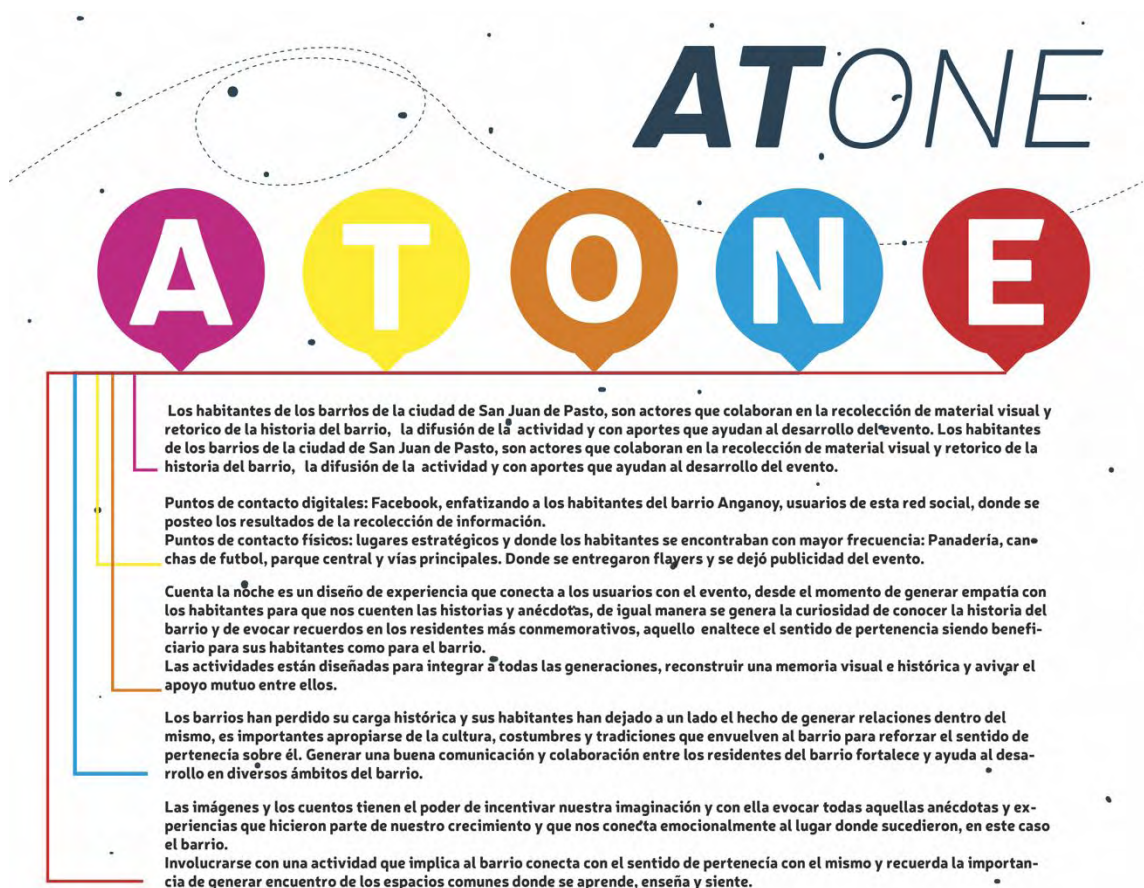 ATONE
A T O N E
Los habitantes de los barrios de la ciudad de San Juan de Pasto, son actores que colaboran en la recolección de material visual y
retorico de la historia del barrio, la difusión de la actividad y con aportes que ayudan al desarrollo del evento. Los habitantes
de los barrios de la ciudad de San Juan de Pasto, son actores que colaboran en la recolección de material visual y retorico de la
historia del barrio, la difusión de la actividad y con aportes que ayudan al desarrollo del evento.
Puntos de contacto digitales: Facebook, enfatizando a los habitantes del barrio Anganoy, usuarios de esta red social, donde se
posteo los resultados de la recolección de información.
Puntos de contacto físicos: lugares estratégicos y donde los habitantes se encontraban con mayor frecuencia: Panadería, can-
chas de futbol, parque central y vías principales. Donde se entregaron flayers y se dejó publicidad del evento.
Cuenta la noche es un diseño de experiencia que conecta a los usuarios con el evento, desde el momento de generar empatía con
los habitantes para que nos cuenten las historias y anécdotas, de igual manera se genera la curiosidad de conocer la historia del
barrio y de evocar recuerdos en los residentes más conmemorativos, aquello enaltece el sentido de pertenencia siendo benefi-
ciario para sus habitantes como para el barrio.
Las actividades están diseñadas para integrar a todas las generaciones, reconstruir una memoria visual e histórica y avivar el
apoyo mutuo entre ellos.
Los barrios han perdido su carga histórica y sus habitantes han dejado a un lado el hecho de generar relaciones dentro del
mismo, es importantes apropiarse de la cultura, costumbres y tradiciones que envuelven al barrio para reforzar el sentido de
pertenecía sobre él. Generar una buena comunicación y colaboración entre los residentes del barrio fortalece y ayuda al desa-
rrollo en diversos ámbitos del barrio.
Las imágenes y los cuentos tienen el poder de incentivar nuestra imaginación y con ella evocar todas aquellas anécdotas y ex-
periencias que hicieron parte de nuestro crecimiento y que nos conecta emocionalmente al lugar donde sucedieron, en este caso
el barrio.
Involucrarse con una actividad que implica al barrio conecta con el sentido de pertenecía con el mismo y recuerda la importan-
cia de generar encuentro de los espacios comunes donde se aprende, enseña y siente.